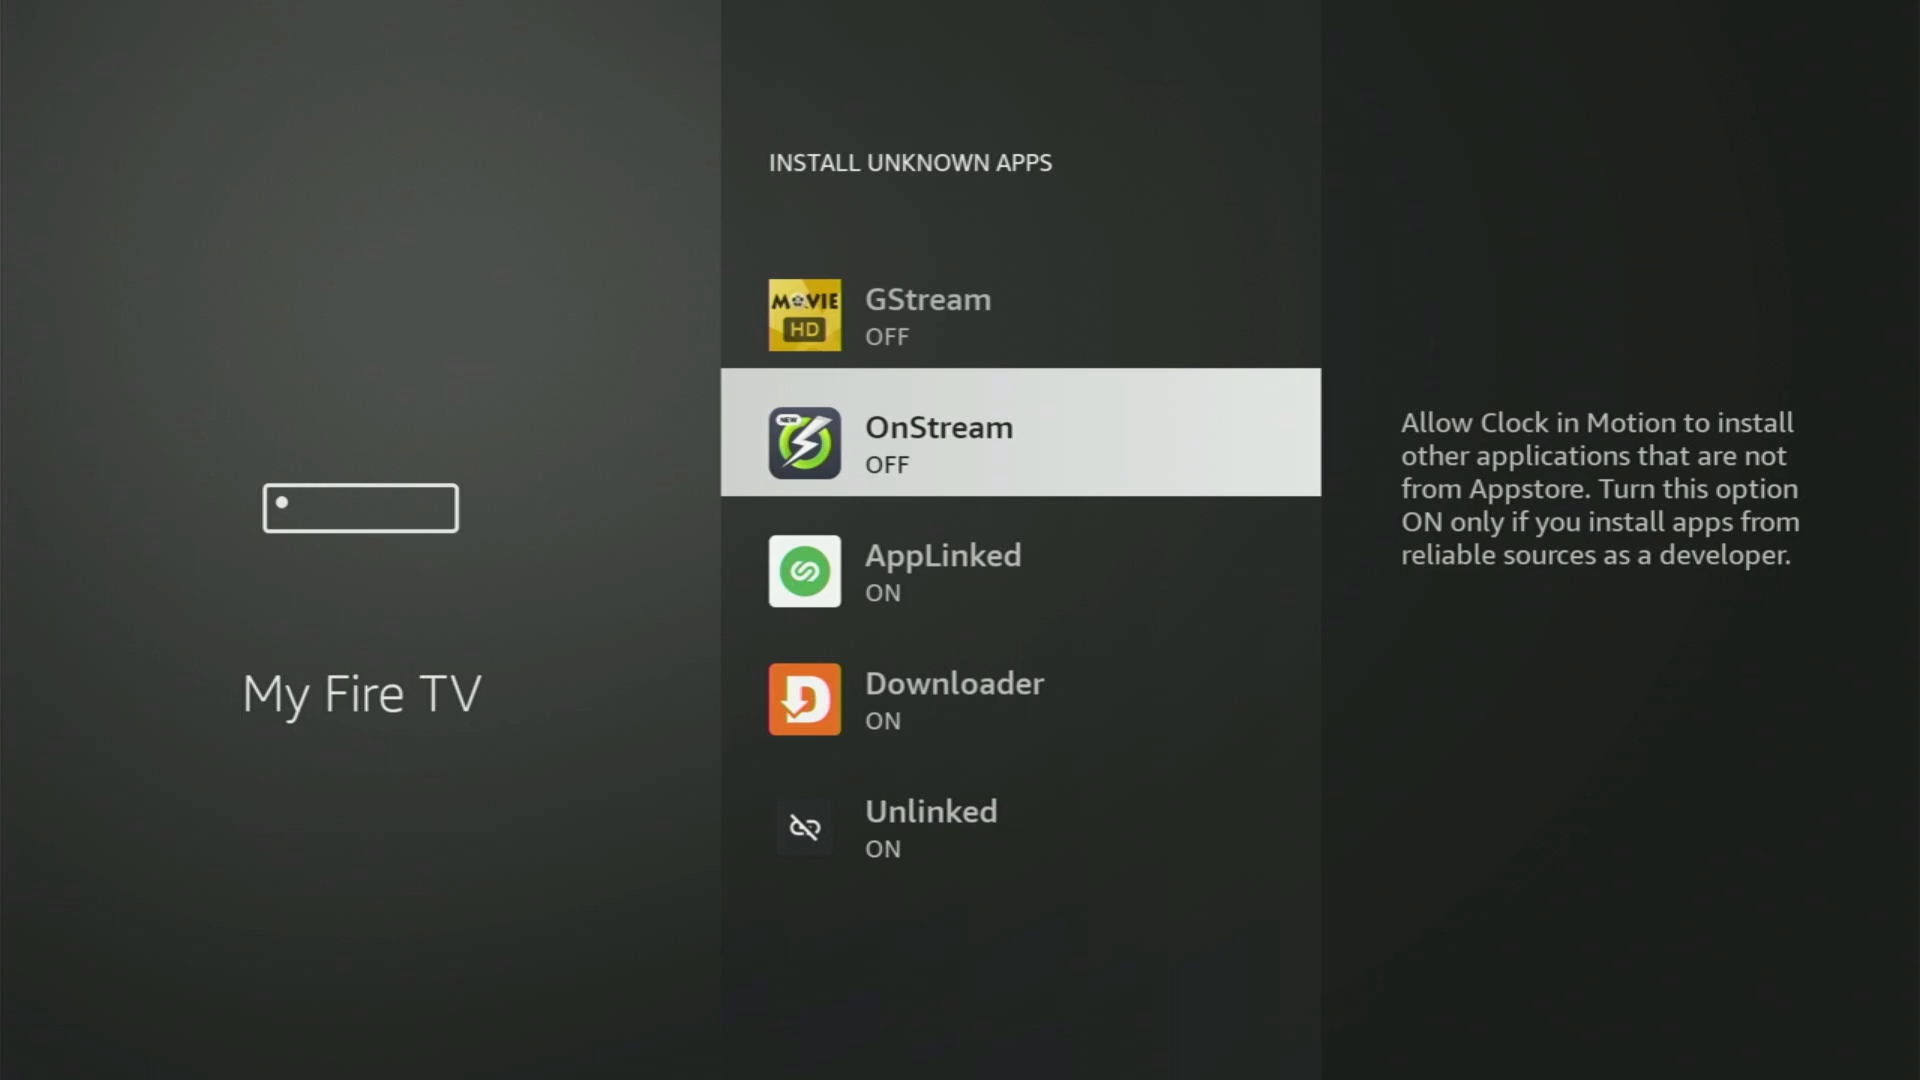 INSTALL UNKNOWN APPS
MOVIE
HD
GStream
OFF
NEW
OnStream
OFF
AppLinked
ON
Downloader
ON
Unlinked
ON
My Fire TV
Allow Clock in Motion to install
other applications that are not
from Appstore. Turn this option
ON only if you install apps from
reliable sources as a developer.